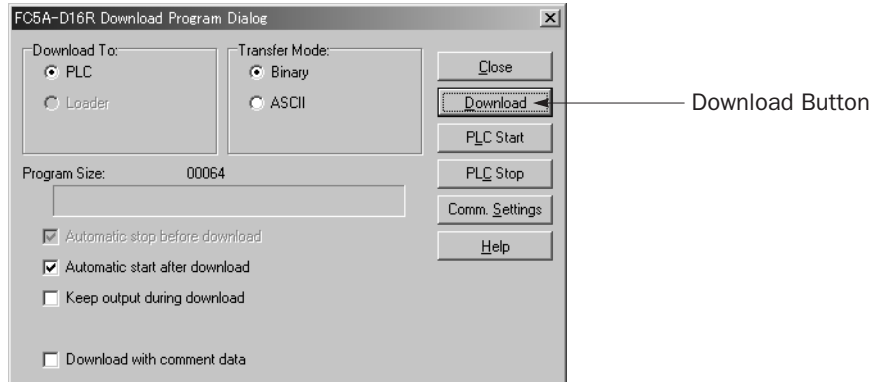 FC5A-D16R Download Program Dialog
Download To:
PLC
Loader
Transfer Mode:
Binary
ASCII
Close
Download
PLC Start
PLC Stop
Comm. Settings
Help
Download Button
Program Size: 00064
Automatic stop before download
Automatic start after download
Keep output during download
Download with comment data